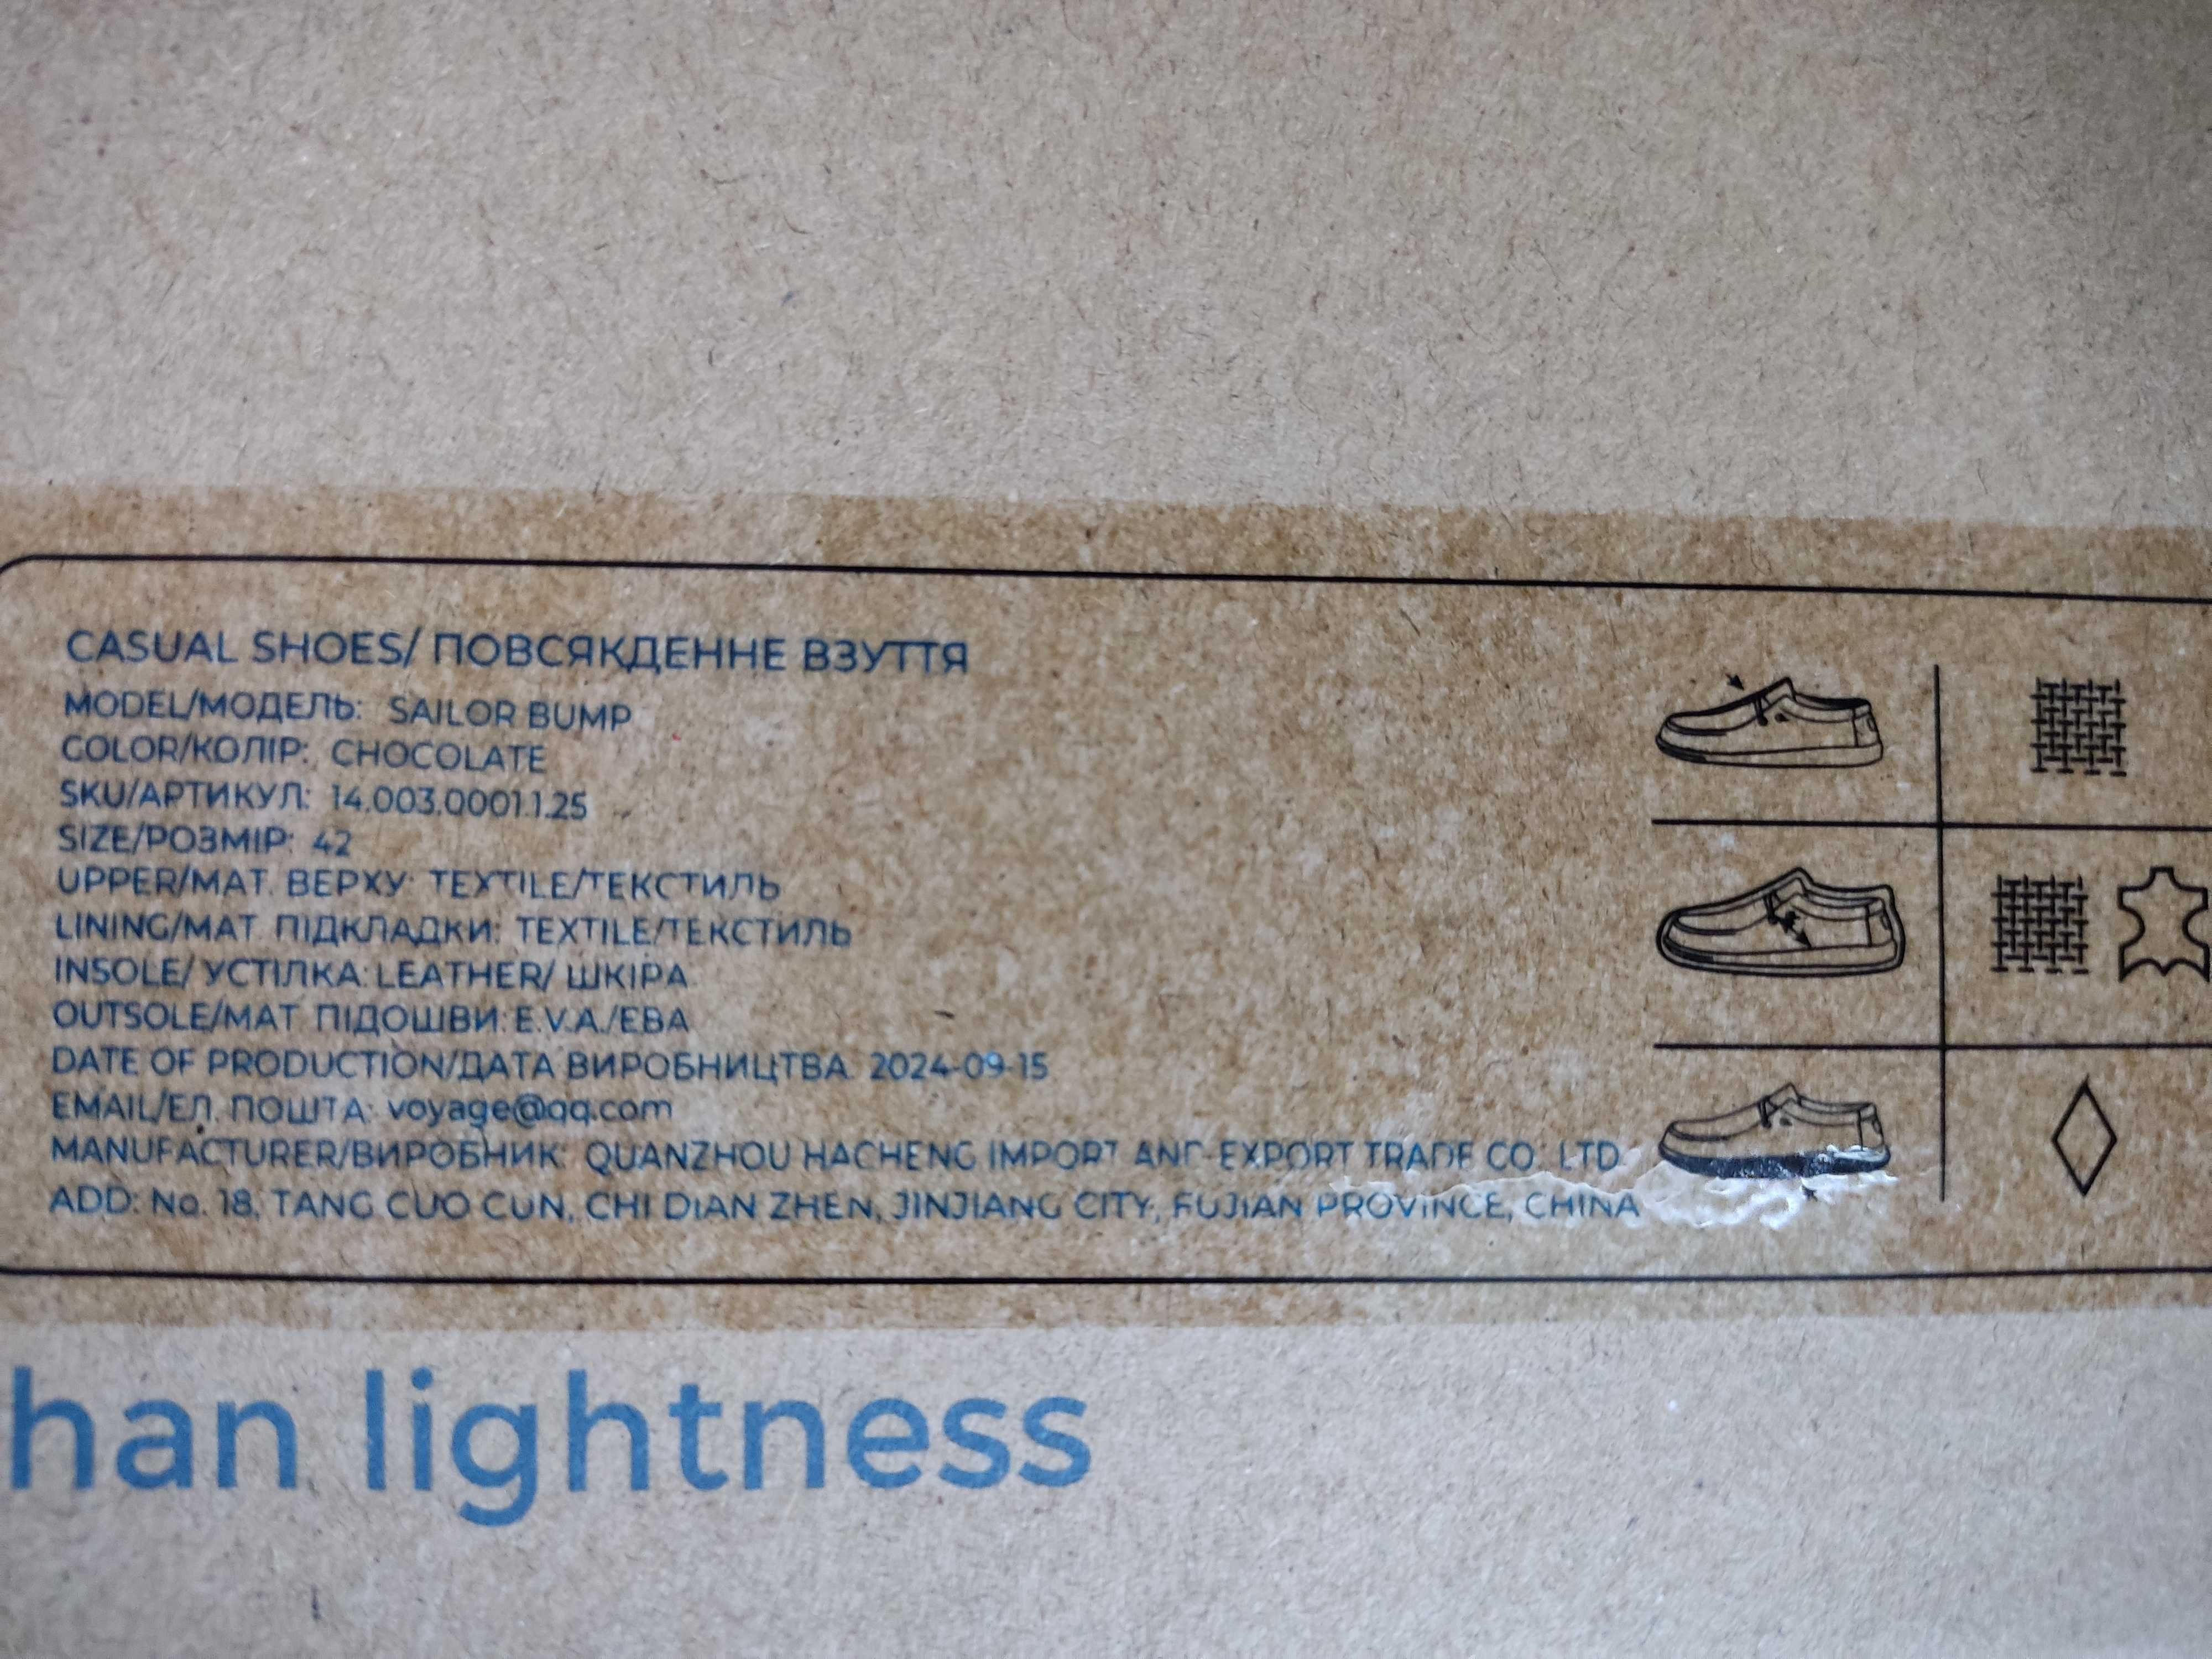 CASUAL SHOES/ ПОВСЯКДЕННЕ ВЗУТТЯ
MODEL/МОДЕЛЬ: SAILOR BUMP
COLOR/КОЛІР: CHOCOLATE
SKU/АРТИКУЛ: 14.003.0001.1.25
SIZE/РОЗМІР: 42
UPPER/МАТ. ВЕРХУ: TEXTILE/ТЕКСТИЛЬ
LINING/МАТ ПІДКЛАДКИ: TEXTILE/ТЕКСТИЛЬ
INSOLE/ УСТІЛКА: LEATHER/ ШКІРА
OUTSOLE/МАТ ПІДОШВИ: E.V.A./ЕВА
DATE OF PRODUCTION/ДАТА ВИРОБНИЦТВА: 2024-09-15
EMAIL/ЕЛ. ПОШТА: voyage@qq.com
MANUFACTURER/ВИРОБНИК: QUANZHOU HACHENG IMPORT AND EXPORT TRADE CO. LTD
ADD: No. 18, TANG CUO CUN, CHI DIAN ZHEN, JINJIANG CITY, FUJIAN PROVINCE, CHINA
han lightness